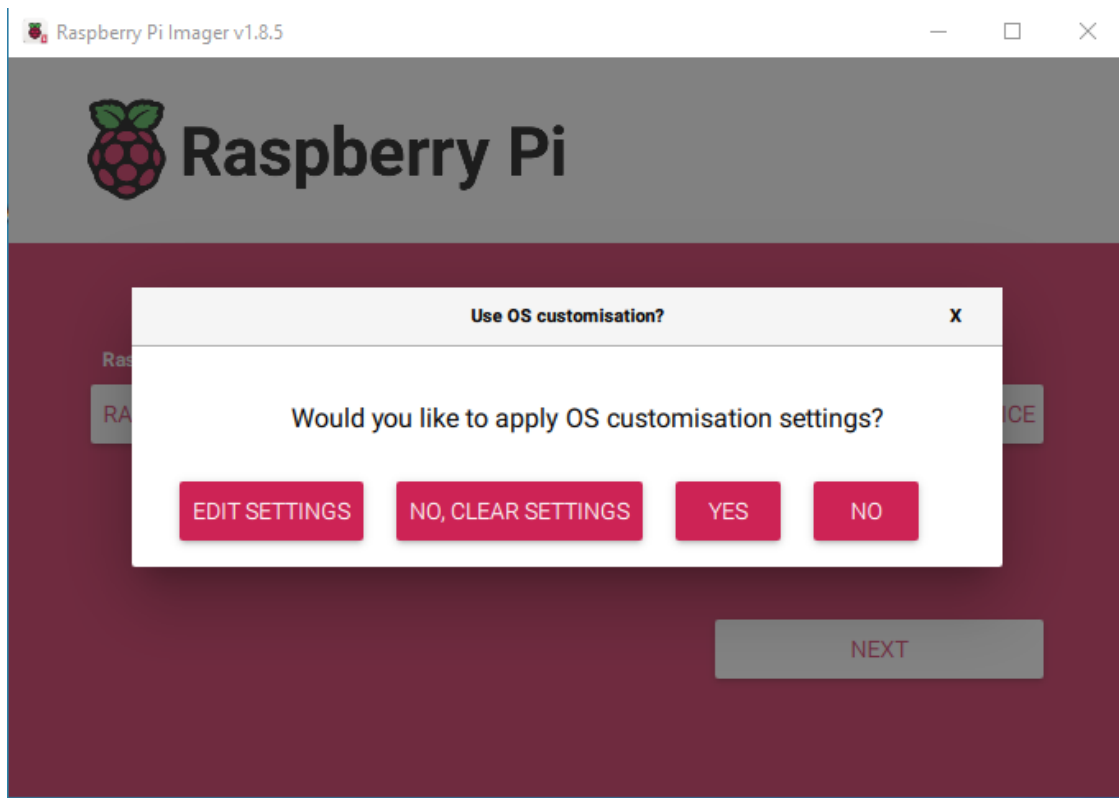 Raspberry Pi Imager v1.8.5
Raspberry Pi
Use OS customisation? X
Would you like to apply OS customisation settings?
EDIT SETTINGS NO, CLEAR SETTINGS YES NO
NEXT